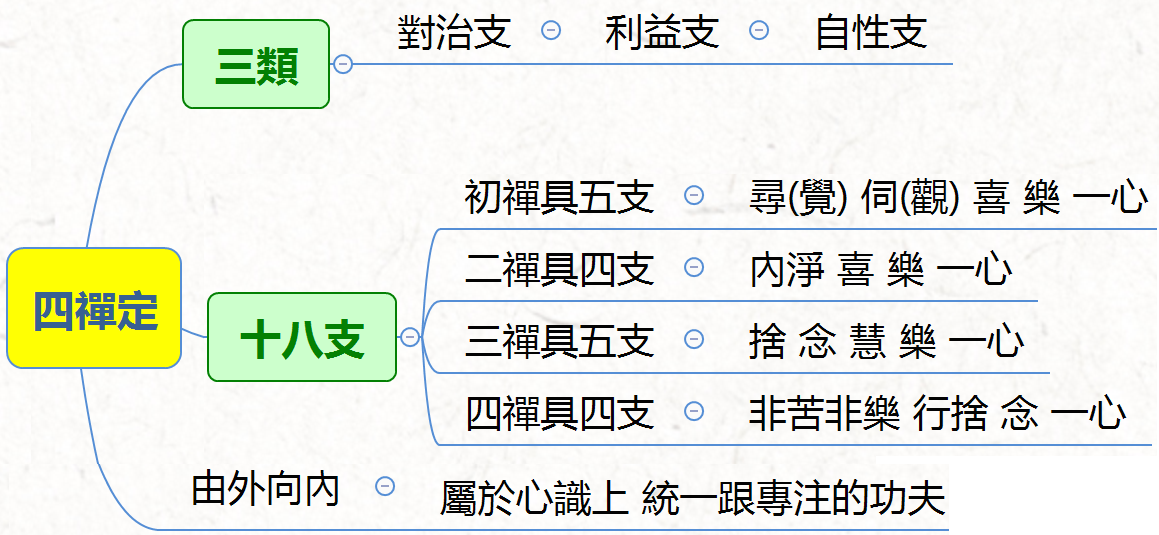 四禪定
三類
對治支 利益支 自性支
十八支
初禪具五支 尋(覺) 伺(觀) 喜 樂 一心
二禪具四支 內淨 喜 樂 一心
三禪具五支 捨 念 慧 樂 一心
四禪具四支 非苦非樂 行捨 念 一心
由外向內 屬於心識上 統一跟專注的功夫